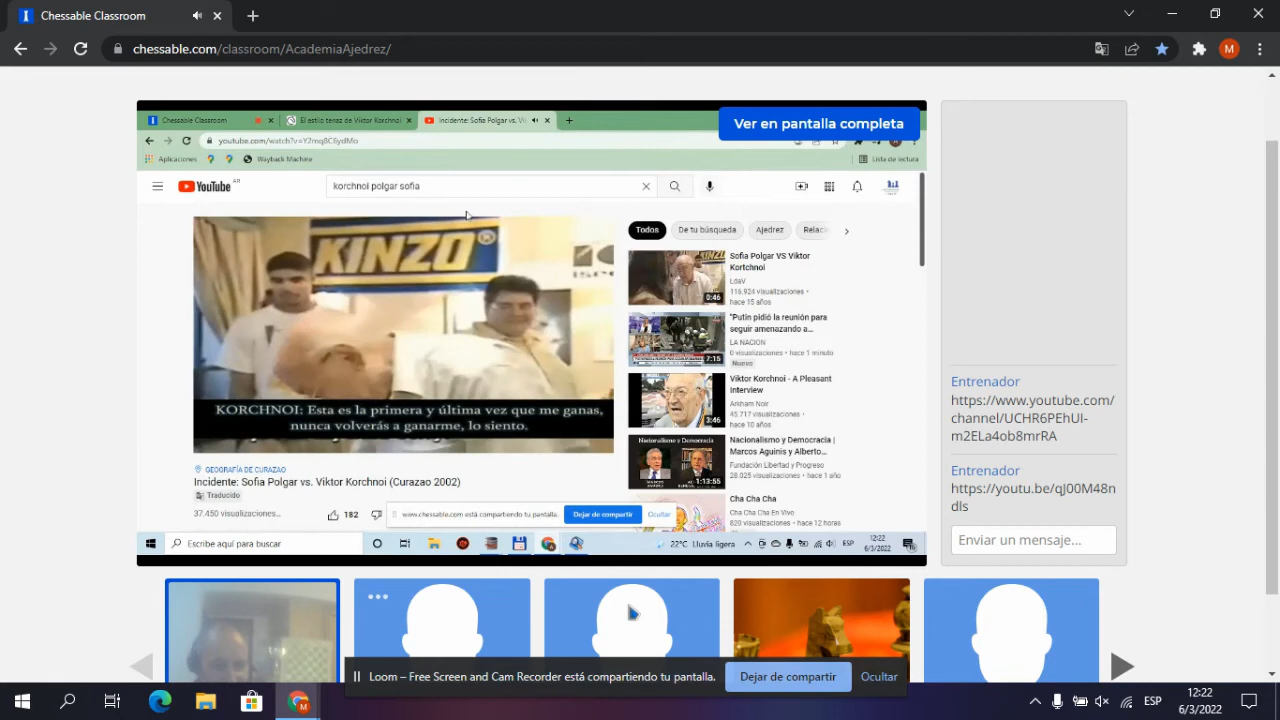 Chessable Classroom
chessable.com/classroom/AcademiaAjedrez/
M
Chessable Classroom
El estilo tenaz de Viktor Korchnoi
Incidente: Sofia Polgar vs. Vi
Ver en pantalla completa
youtube.com/watch?v=Y2mq8C6ydMo
Aplicaciones
Wayback Machine
Lista de lectura
YouTube AR
korchnoi polgar sofia
KINZO
Todos
De tu búsqueda
Ajedrez
Relaci
Sofia Polgar VS Viktor
Kortchnoi
LdaV
116.924 visualizaciones •
hace 15 años
0:46
"Putin pidió la reunión para
seguir amenazando a...
LA NACION
0 visualizaciones • hace 1 minuto
Nuevo
7:15
Viktor Korchnoi - A Pleasant
Interview
Arkham Noir
45.717 visualizaciones •
hace 10 años
3:46
Nacionalismo y Democracia
Nacionalismo y Democracia |
Marcos Aguinis y Alberto...
Fundación Libertad y Progreso
28.025 visualizaciones •
1:13:55
Cha Cha Cha
Cha Cha Cha En Vivo
820 visualizaciones • hace 12 horas
KORCHNOI: Esta es la primera y última vez que me ganas,
nunca volverás a ganarme, lo siento.
GEOGRAFÍA DE CURAZAO
Incidente: Sofia Polgar vs. Viktor Korchnoi (Curazao 2002)
Traducido
37.450 visualizaciones...
182
www.chessable.com está compartiendo tu pantalla.
Dejar de compartir
Ocultar
Escribe aquí para buscar
22°C Lluvia ligera
ESP
12:22
6/3/2022
Entrenador
https://www.youtube.com/
channel/UCHR6PEhUI-
m2ELa4ob8mrRA
Entrenador
https://youtu.be/qJ00M48n
dls
Enviar un mensaje...
Loom – Free Screen and Cam Recorder está compartiendo tu pantalla.
Dejar de compartir
Ocultar
ESP
12:22
6/3/2022